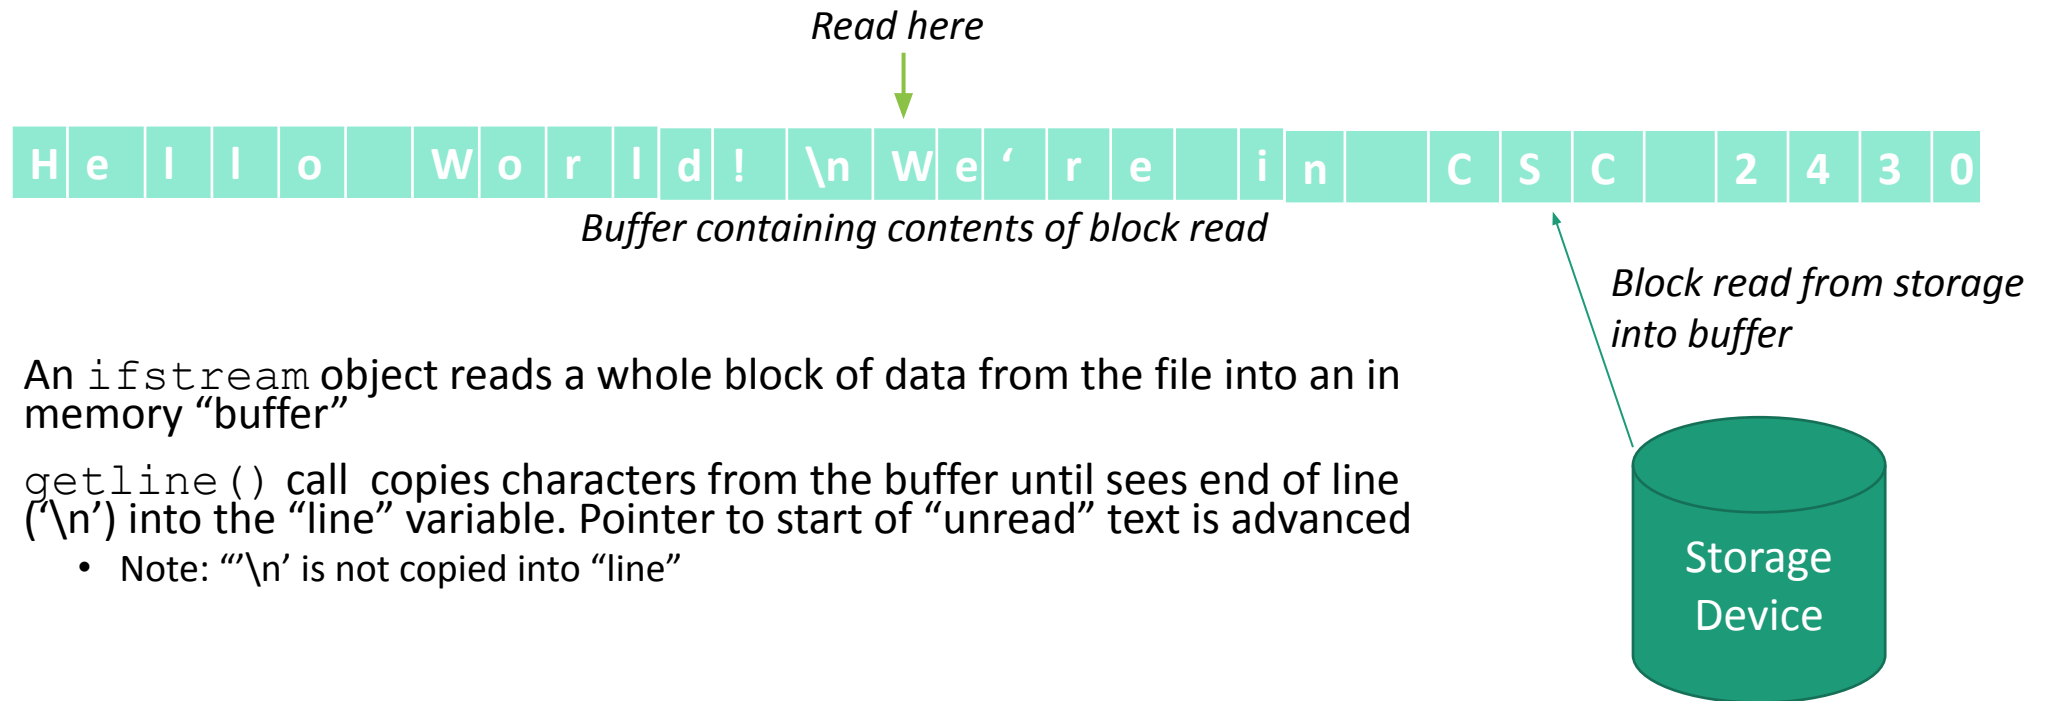 Read here
H e l l o   W o r l d ! \n W e ‘ r e   i n   C S C   2 4 3 0
Buffer containing contents of block read
Block read from storage
into buffer
An ifstream object reads a whole block of data from the file into an in
memory “buffer”
getline() call  copies characters from the buffer until sees end of line
(‘\n’) into the “line” variable. Pointer to start of “unread” text is advanced
• Note: “’\n’ is not copied into “line”
Storage
Device